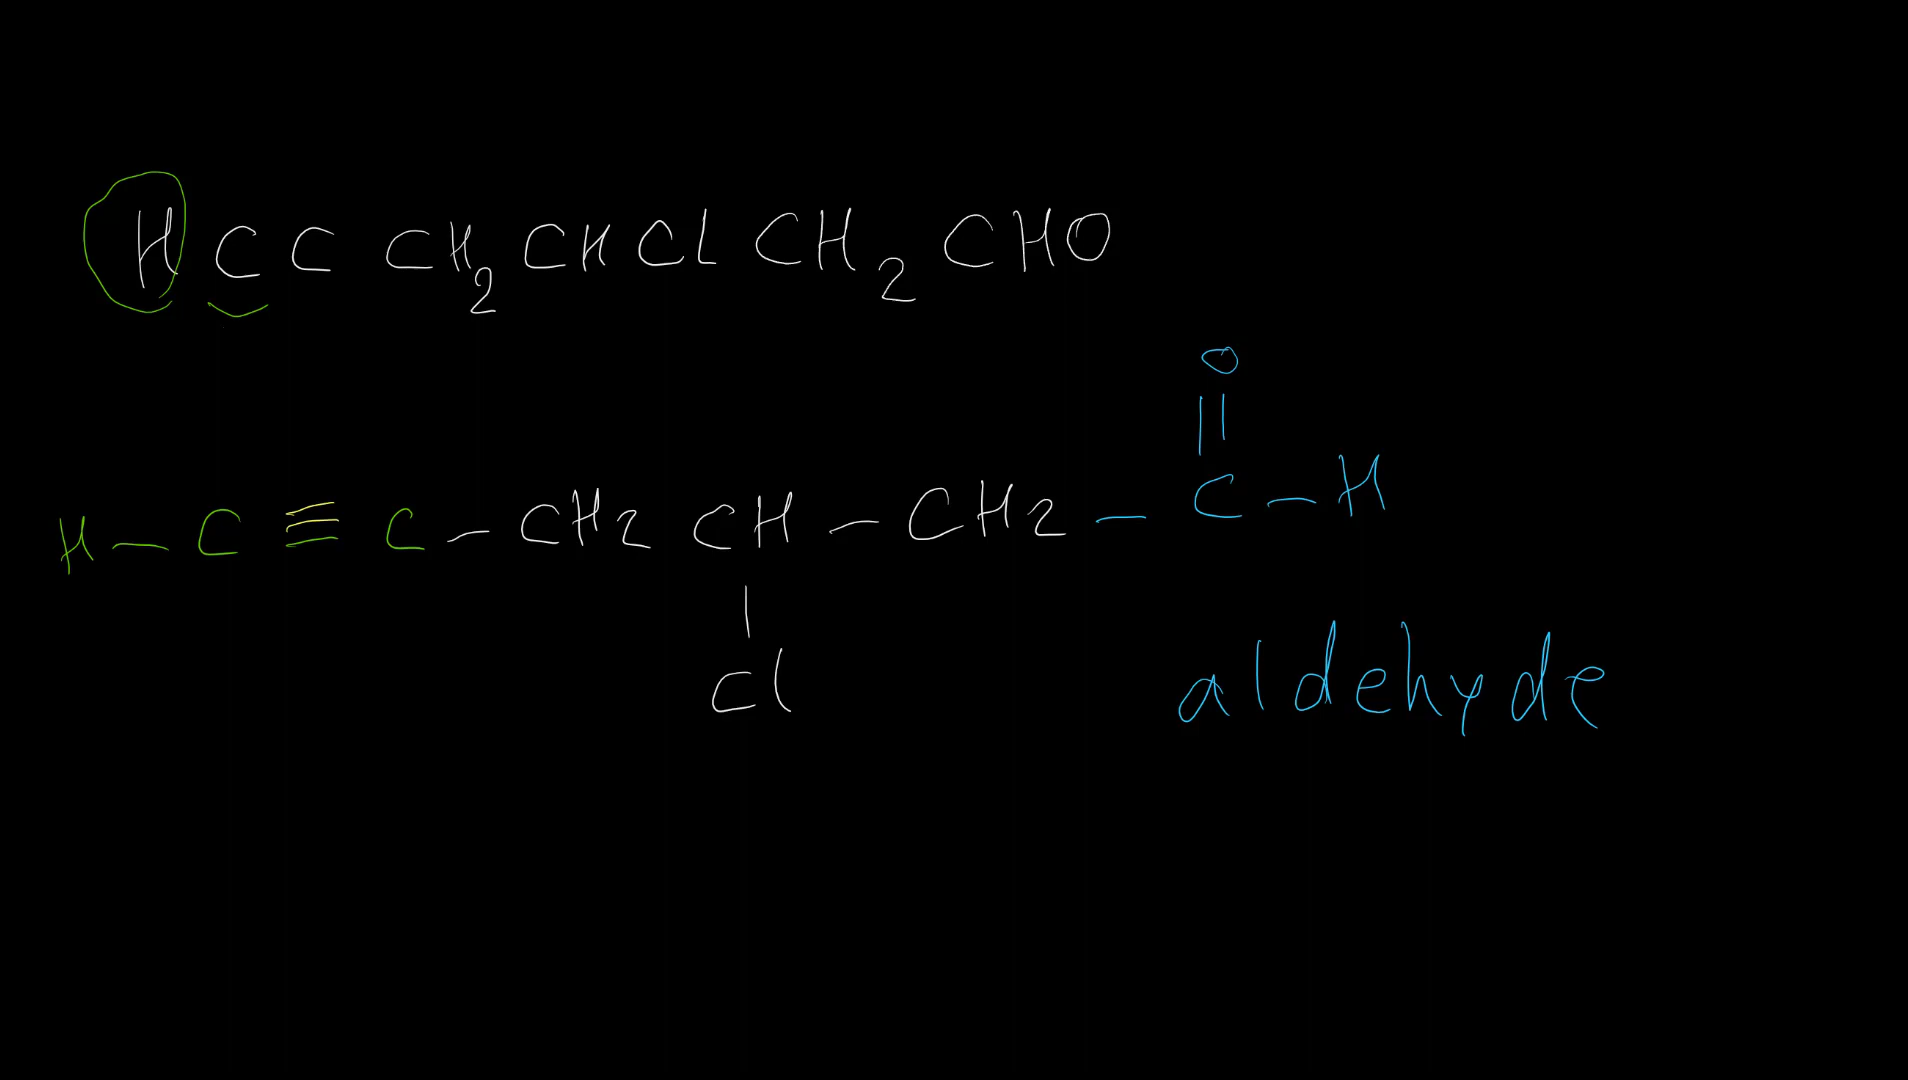 HCCCH2CHClCH2CHO
O
||
H-C≡C-CH2 CH-CH2-C-H
|
Cl
aldehyde